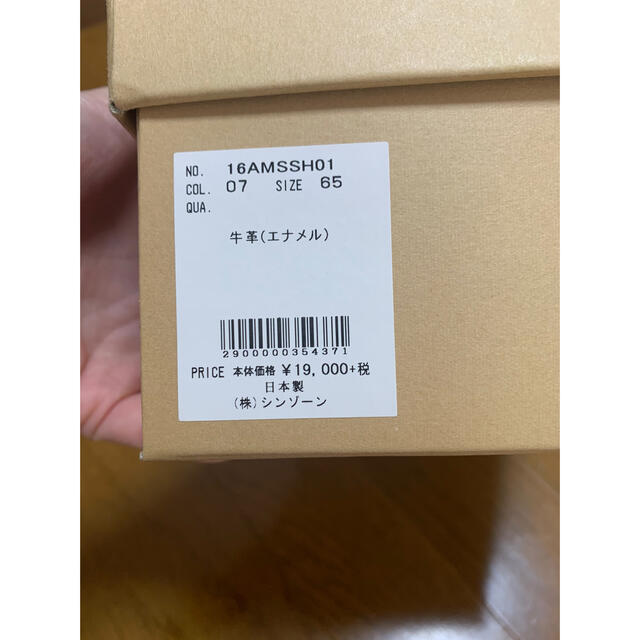 NO. 16AMSSH01
COL. 07 SIZE 65
QUA.
牛革(エナメル)
2900000354371
PRICE 本体価格 ¥19,000+税
日本製
(株)シンゾーン